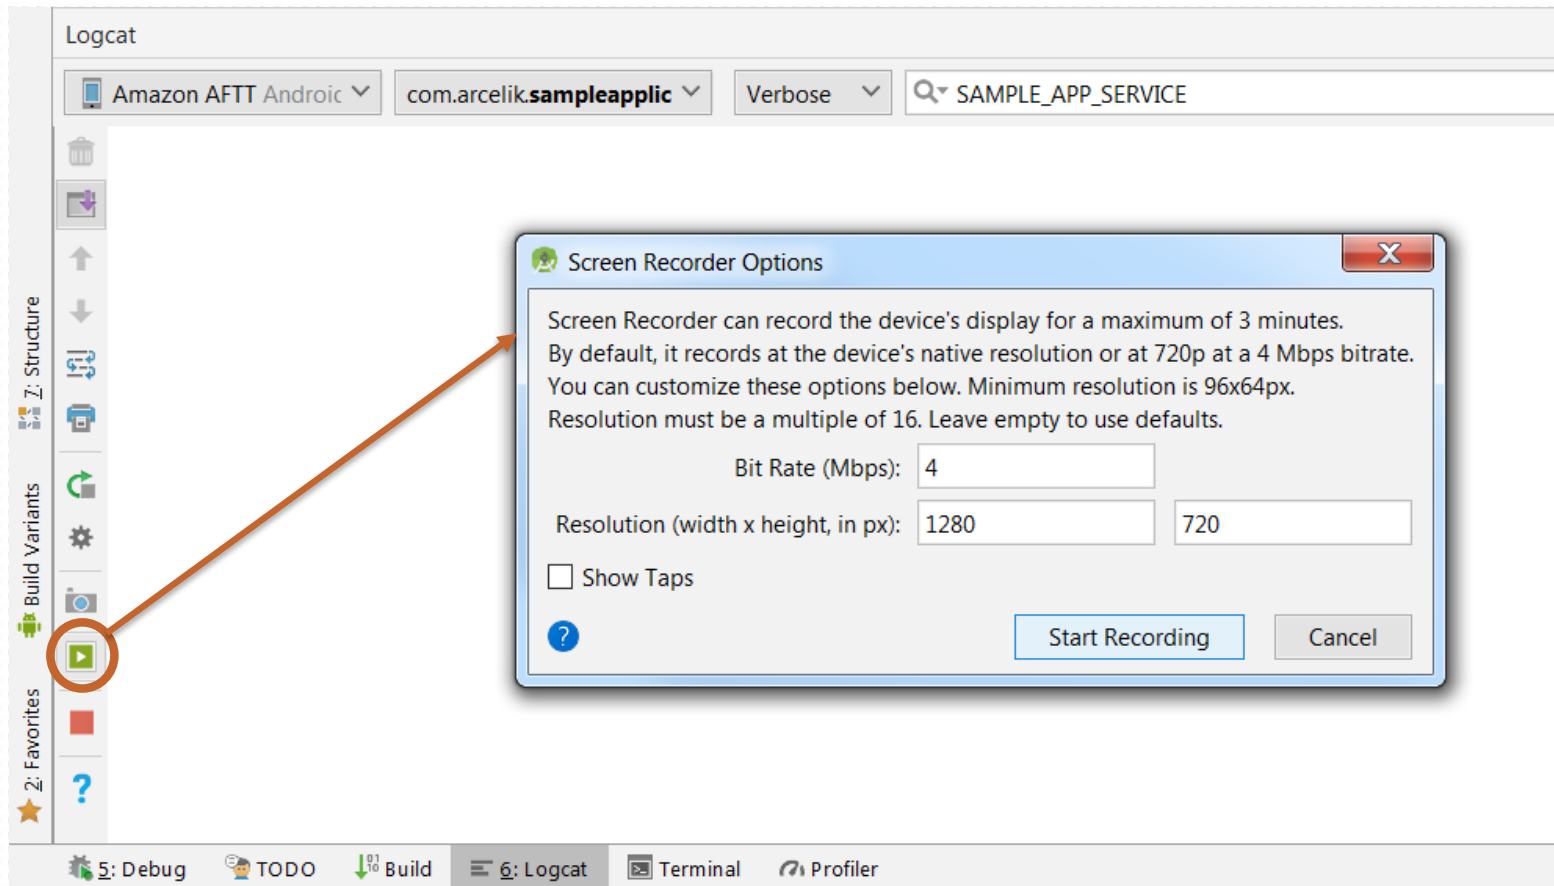 Logcat
Amazon AFTT Android
com.arcelik.sampleapplic
Verbose
SAMPLE_APP_SERVICE
7: Structure
Build Variants
2: Favorites
?
Screen Recorder Options
X
Screen Recorder can record the device's display for a maximum of 3 minutes.
By default, it records at the device's native resolution or at 720p at a 4 Mbps bitrate.
You can customize these options below. Minimum resolution is 96x64px.
Resolution must be a multiple of 16. Leave empty to use defaults.
Bit Rate (Mbps): 4
Resolution (width x height, in px): 1280 720
Show Taps
? Start Recording Cancel
5: Debug TODO Build 6: Logcat Terminal Profiler